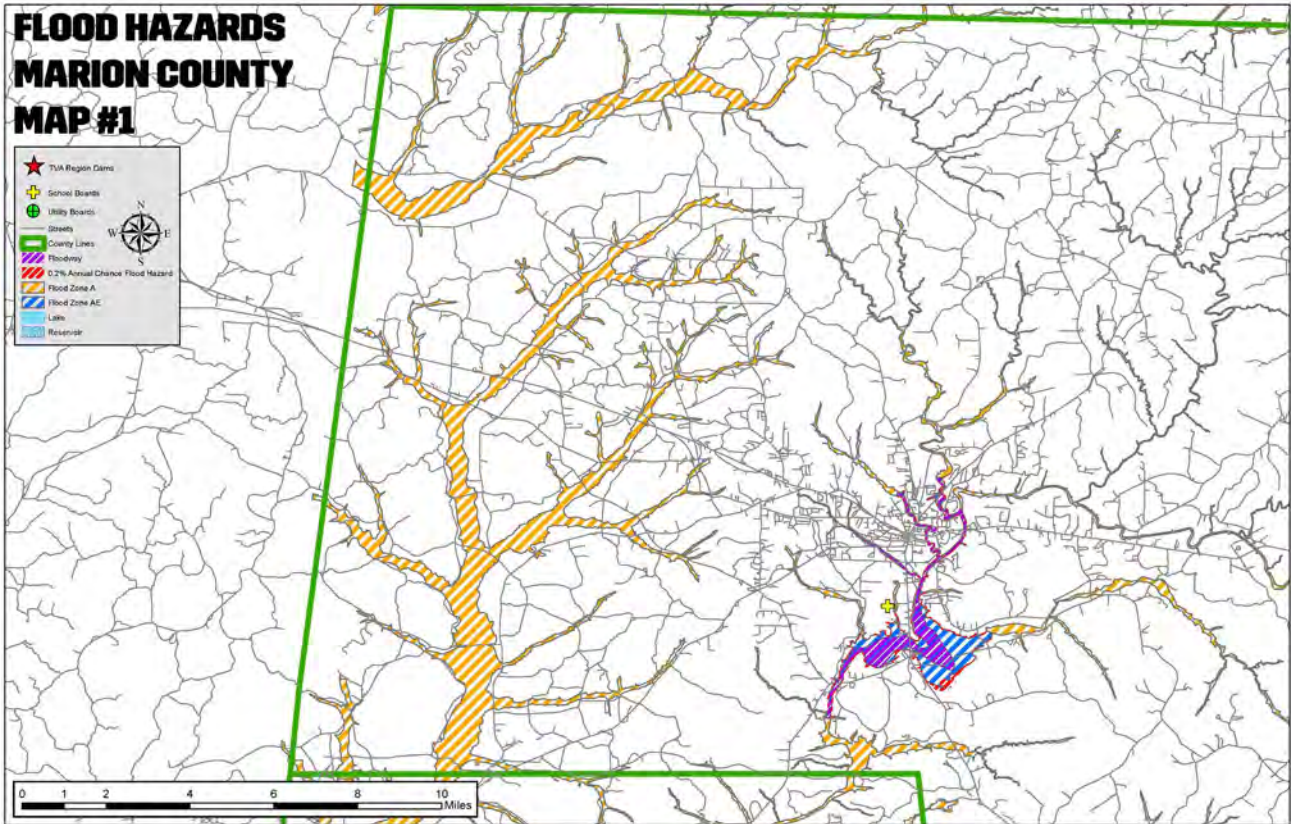 FLOOD HAZARDS
MARION COUNTY
MAP #1
TVA Region Dams
School Boards
Utility Boards
Streets
County Lines
Floodway
0.2% Annual Chance Flood Hazard
Flood Zone A
Flood Zone AE
Lake
Reservoir
N
W E
S
0 1 2 4 6 8 10
Miles